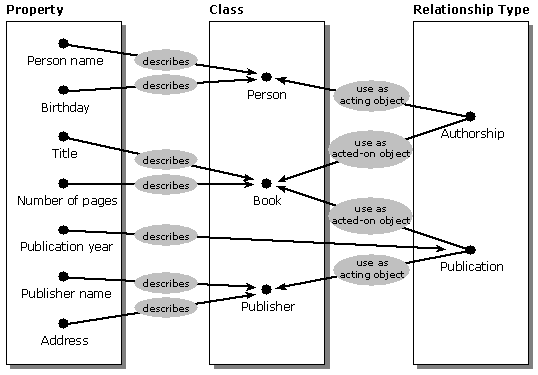 Property
Class
Relationship Type
Person name
describes
Person
use as
acting object
Birthday
describes
Authorship
Title
describes
use as
acted-on object
Number of pages
describes
Book
Publication year
describes
use as
acted-on object
Publisher name
describes
Publisher
use as
acting object
Publication
Address
describes